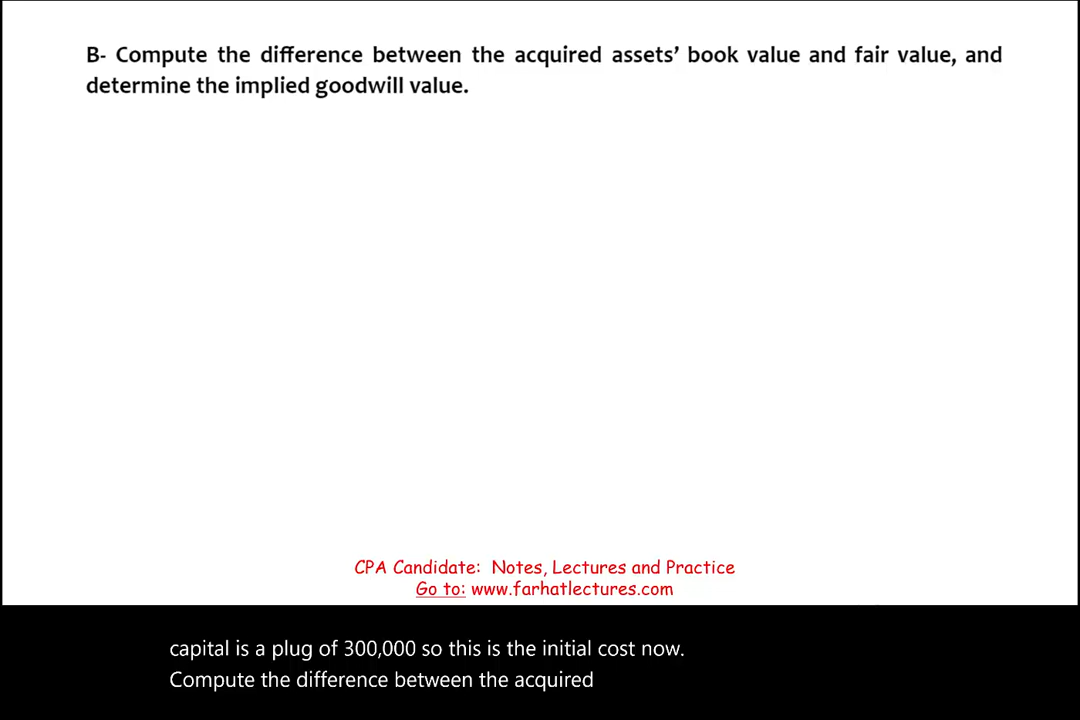 B- Compute the difference between the acquired assets’ book value and fair value, and
determine the implied goodwill value.
CPA Candidate: Notes, Lectures and Practice
Go to: www.farhatlectures.com
capital is a plug of 300,000 so this is the initial cost now.
Compute the difference between the acquired